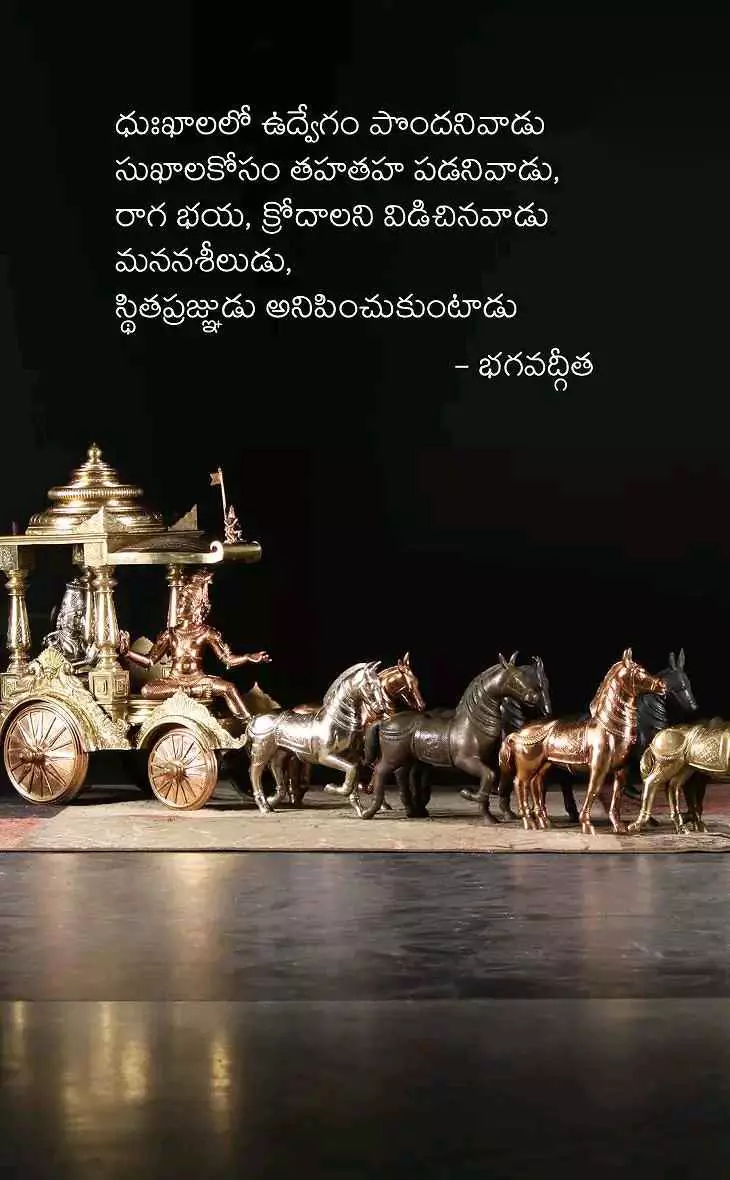 ధుఃఖాలలో ఉద్వేగం పొందనివాడు
సుఖాలకోసం తహతహ పడనివాడు,
రాగ భయ, క్రోదాలని విడిచినవాడు
మననశీలుడు,
స్థితప్రజ్ఞుడు అనిపించుకుంటాడు
– భగవద్గీత